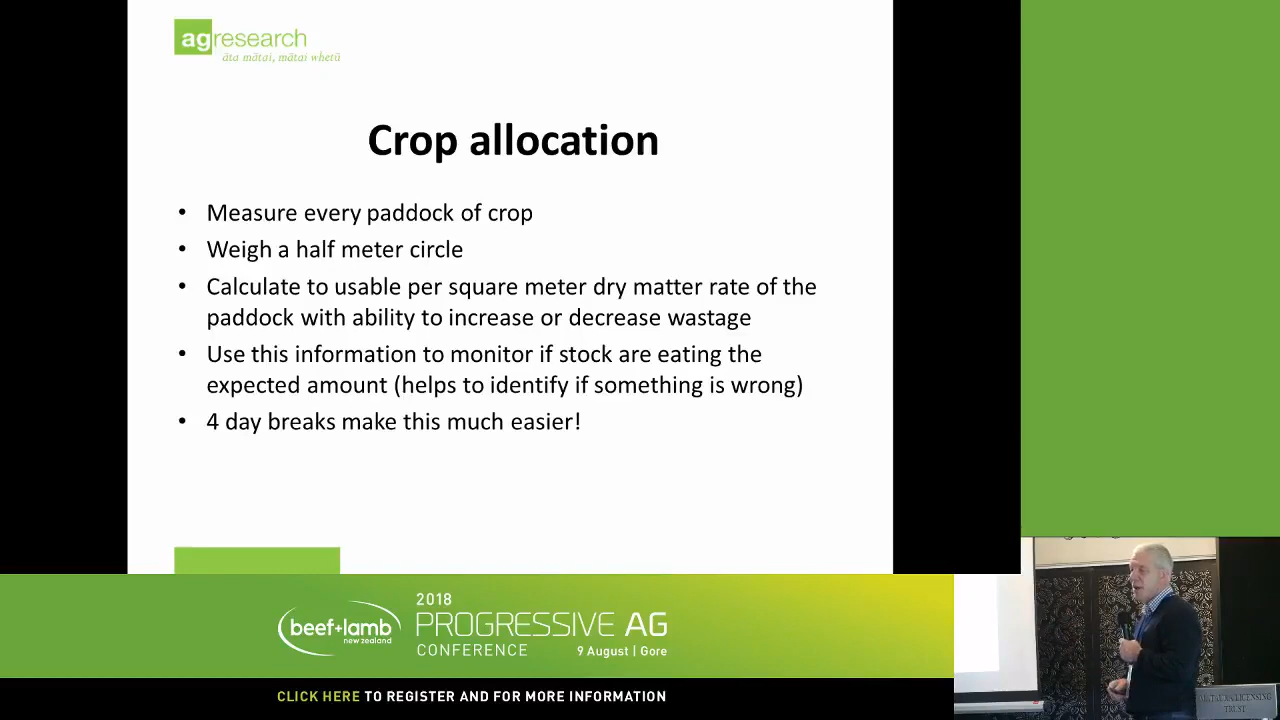 agresearch
āta mātai, mātai whetū
Crop allocation
• Measure every paddock of crop
• Weigh a half meter circle
• Calculate to usable per square meter dry matter rate of the
paddock with ability to increase or decrease wastage
• Use this information to monitor if stock are eating the
expected amount (helps to identify if something is wrong)
• 4 day breaks make this much easier!
beef+lamb
new zealand
2018
PROGRESSIVE AG
CONFERENCE
9 August | Gore
CLICK HERE TO REGISTER AND FOR MORE INFORMATION
LICENSING
TRUST